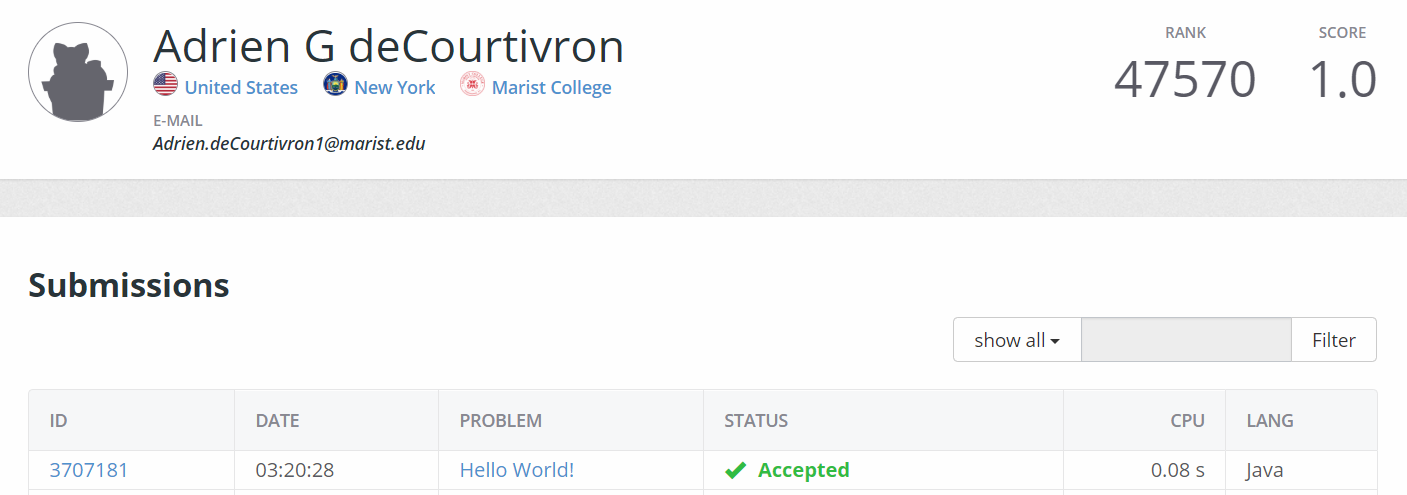 Adrien G deCourtivron
RANK SCORE
47570 1.0
United States New York Marist College
E-MAIL
Adrien.deCourtivron1@marist.edu
Submissions
show all Filter
ID DATE PROBLEM STATUS CPU LANG
3707181 03:20:28 Hello World! Accepted 0.08 s Java